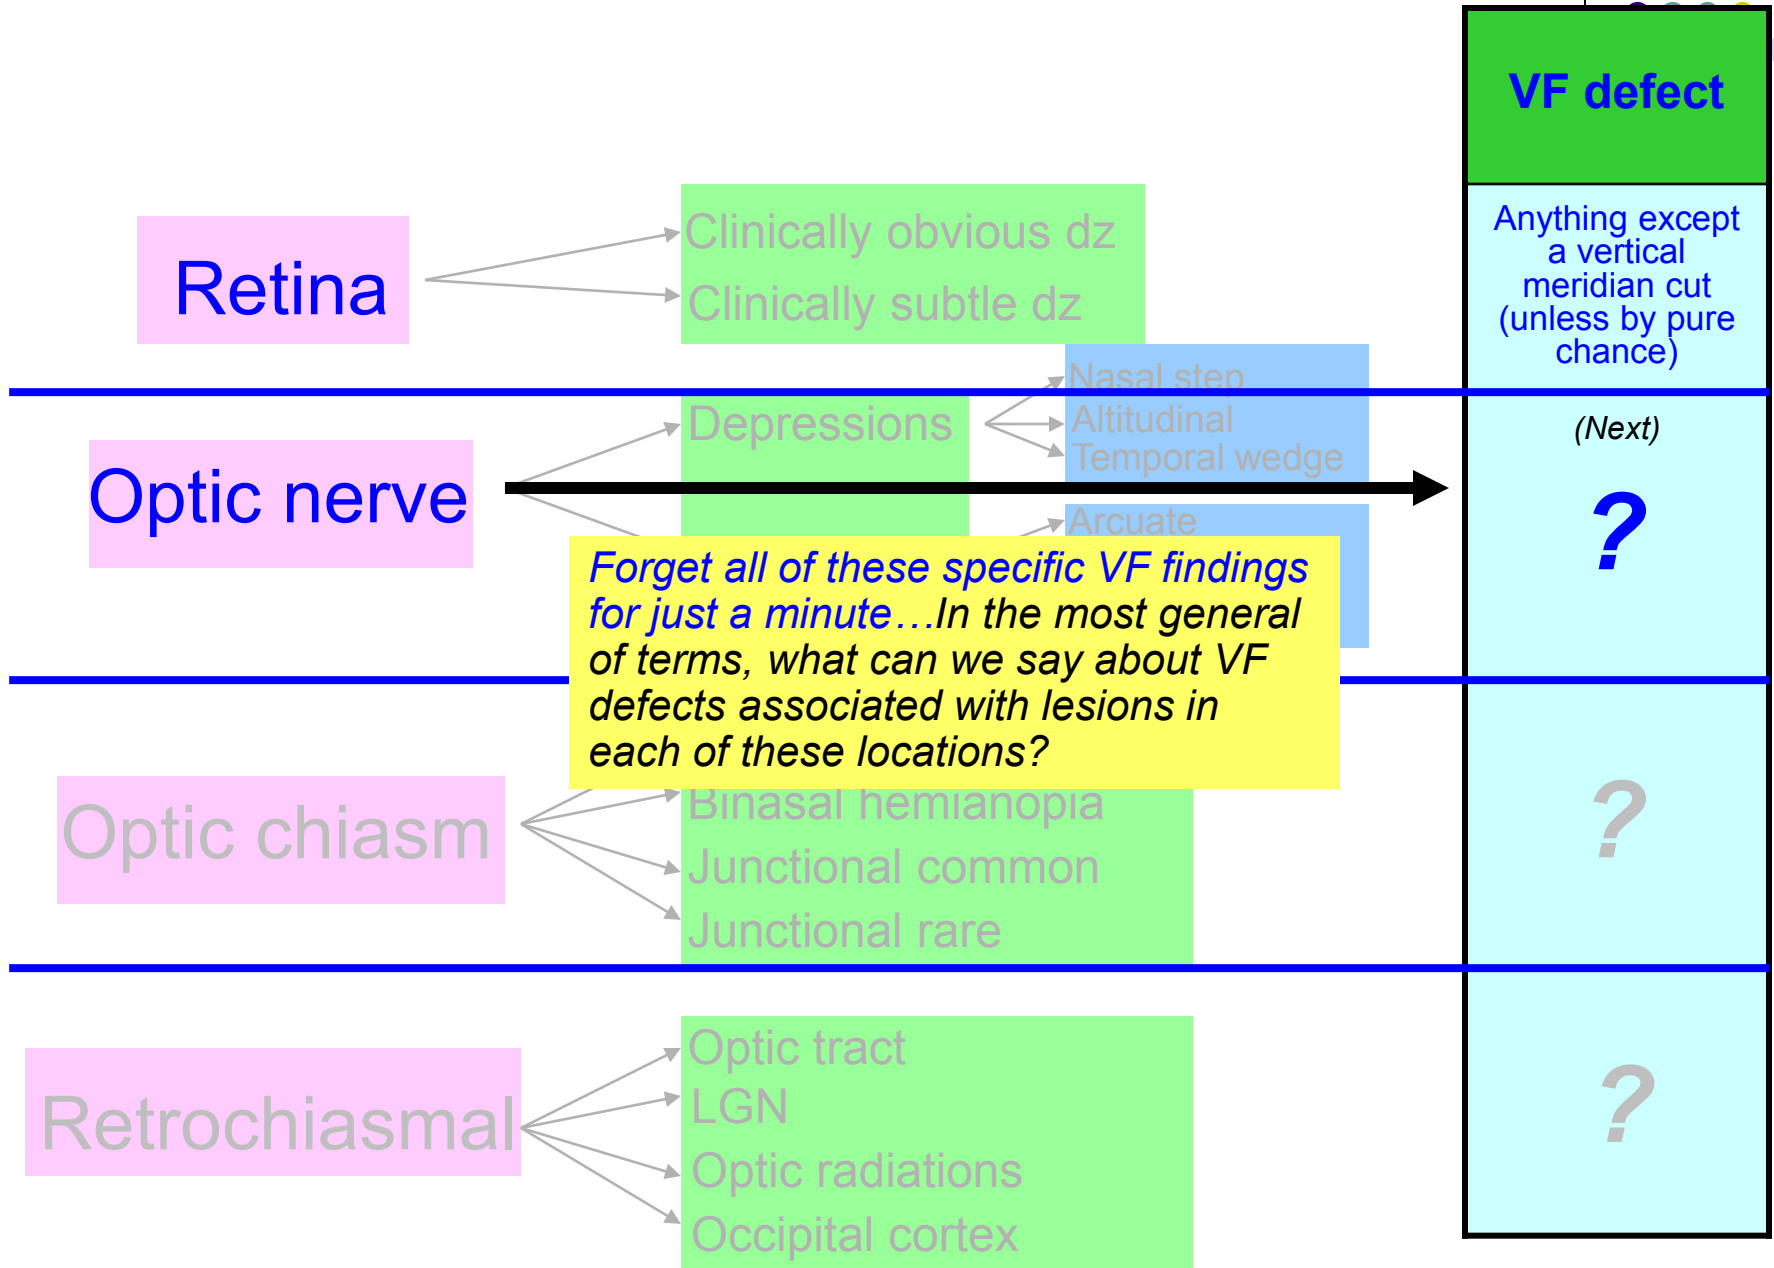 VF defect
Retina
Clinically obvious dz
Clinically subtle dz
Anything except
a vertical
meridian cut
(unless by pure
chance)
Optic nerve
Depressions
Nasal step
Altitudinal
Temporal wedge
Arcuate
(Next)
?
Forget all of these specific VF findings
for just a minute…In the most general
of terms, what can we say about VF
defects associated with lesions in
each of these locations?
Optic chiasm
Binasal hemianopia
Junctional common
Junctional rare
?
Retrochiasmal
Optic tract
LGN
Optic radiations
Occipital cortex
?